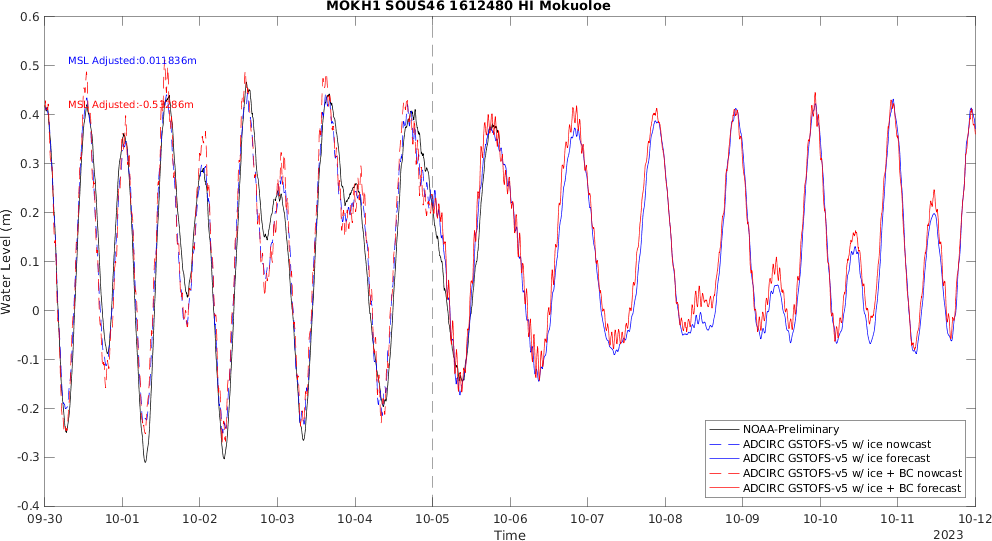 MOKH1 SOUS46 1612480 HI Mokuoloe
0.6
0.5
0.4
0.3
0.2
0.1
0
-0.1
-0.2
-0.3
-0.4
Water Level (m)
MSL Adjusted:0.011836m
MSL
NOAA-Preliminary
ADCIRC GSTOFS-v5 w/ ice nowcast
ADCIRC GSTOFS-v5 w/ ice forecast
ADCIRC GSTOFS-v5 w/ ice + BC nowcast
ADCIRC GSTOFS-v5 w/ ice + BC forecast
09-30 10-01 10-02 10-03 10-04 10-05 10-06 10-07 10-08 10-09 10-10 10-11 10-12
Time
2023